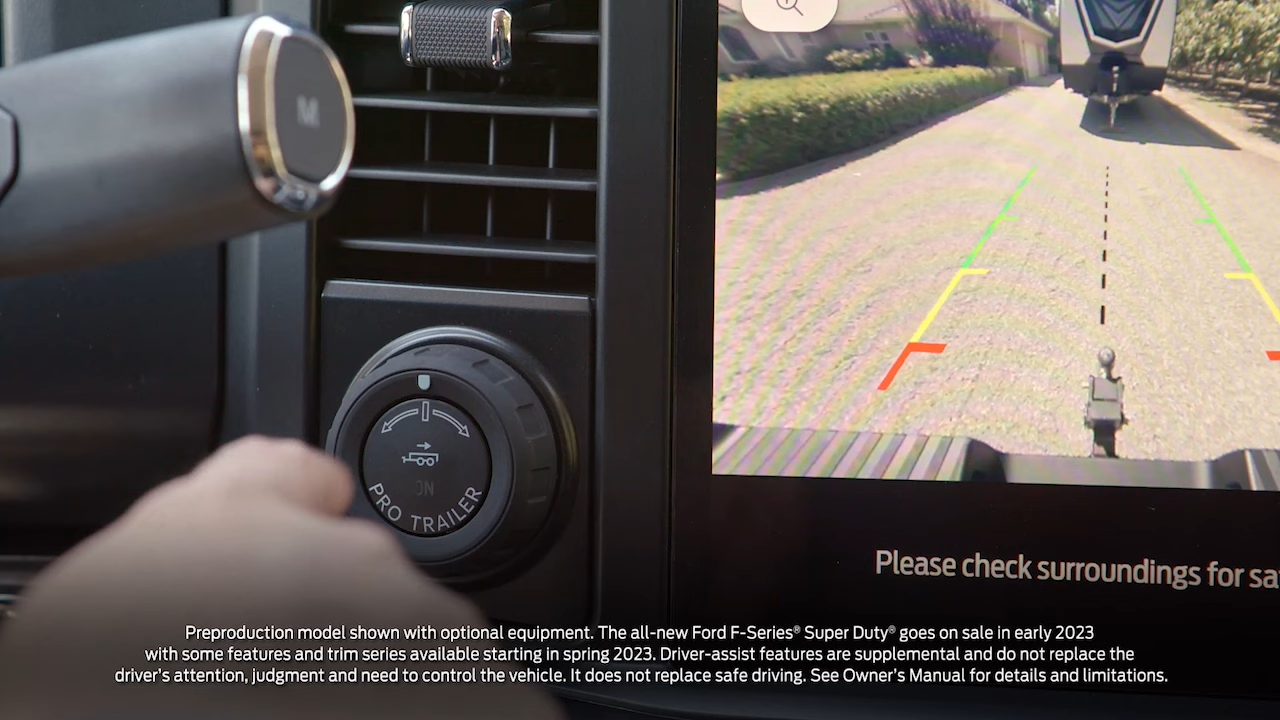 M
ON
PRO TRAILER
Please check surroundings for sa
Preproduction model shown with optional equipment. The all-new Ford F-Series® Super Duty® goes on sale in early 2023
with some features and trim series available starting in spring 2023. Driver-assist features are supplemental and do not replace the
driver's attention, judgment and need to control the vehicle. It does not replace safe driving. See Owner's Manual for details and limitations.